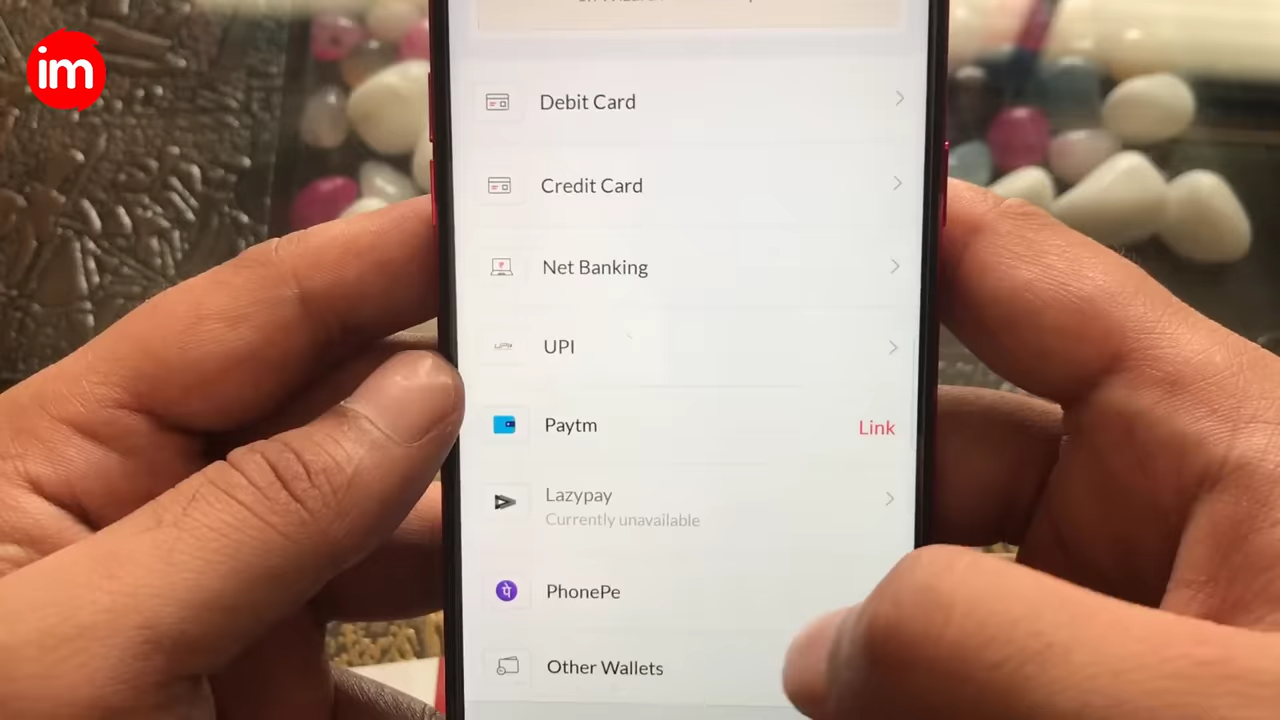 im
Debit Card
Credit Card
Net Banking
UPI
Paytm
Link
Lazypay
Currently unavailable
PhonePe
Other Wallets